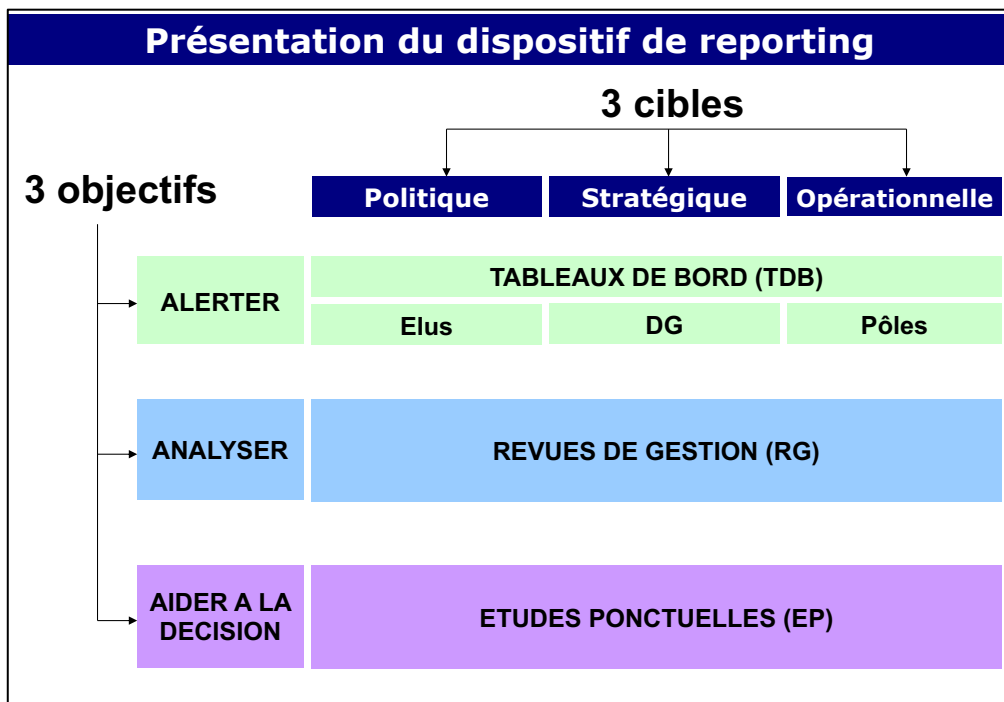 Présentation du dispositif de reporting
3 cibles
3 objectifs
Politique
Stratégique
Opérationnelle
ALERTER
TABLEAUX DE BORD (TDB)
Elus
DG
Pôles
ANALYSER
REVUES DE GESTION (RG)
AIDER A LA
DECISION
ETUDES PONCTUELLES (EP)